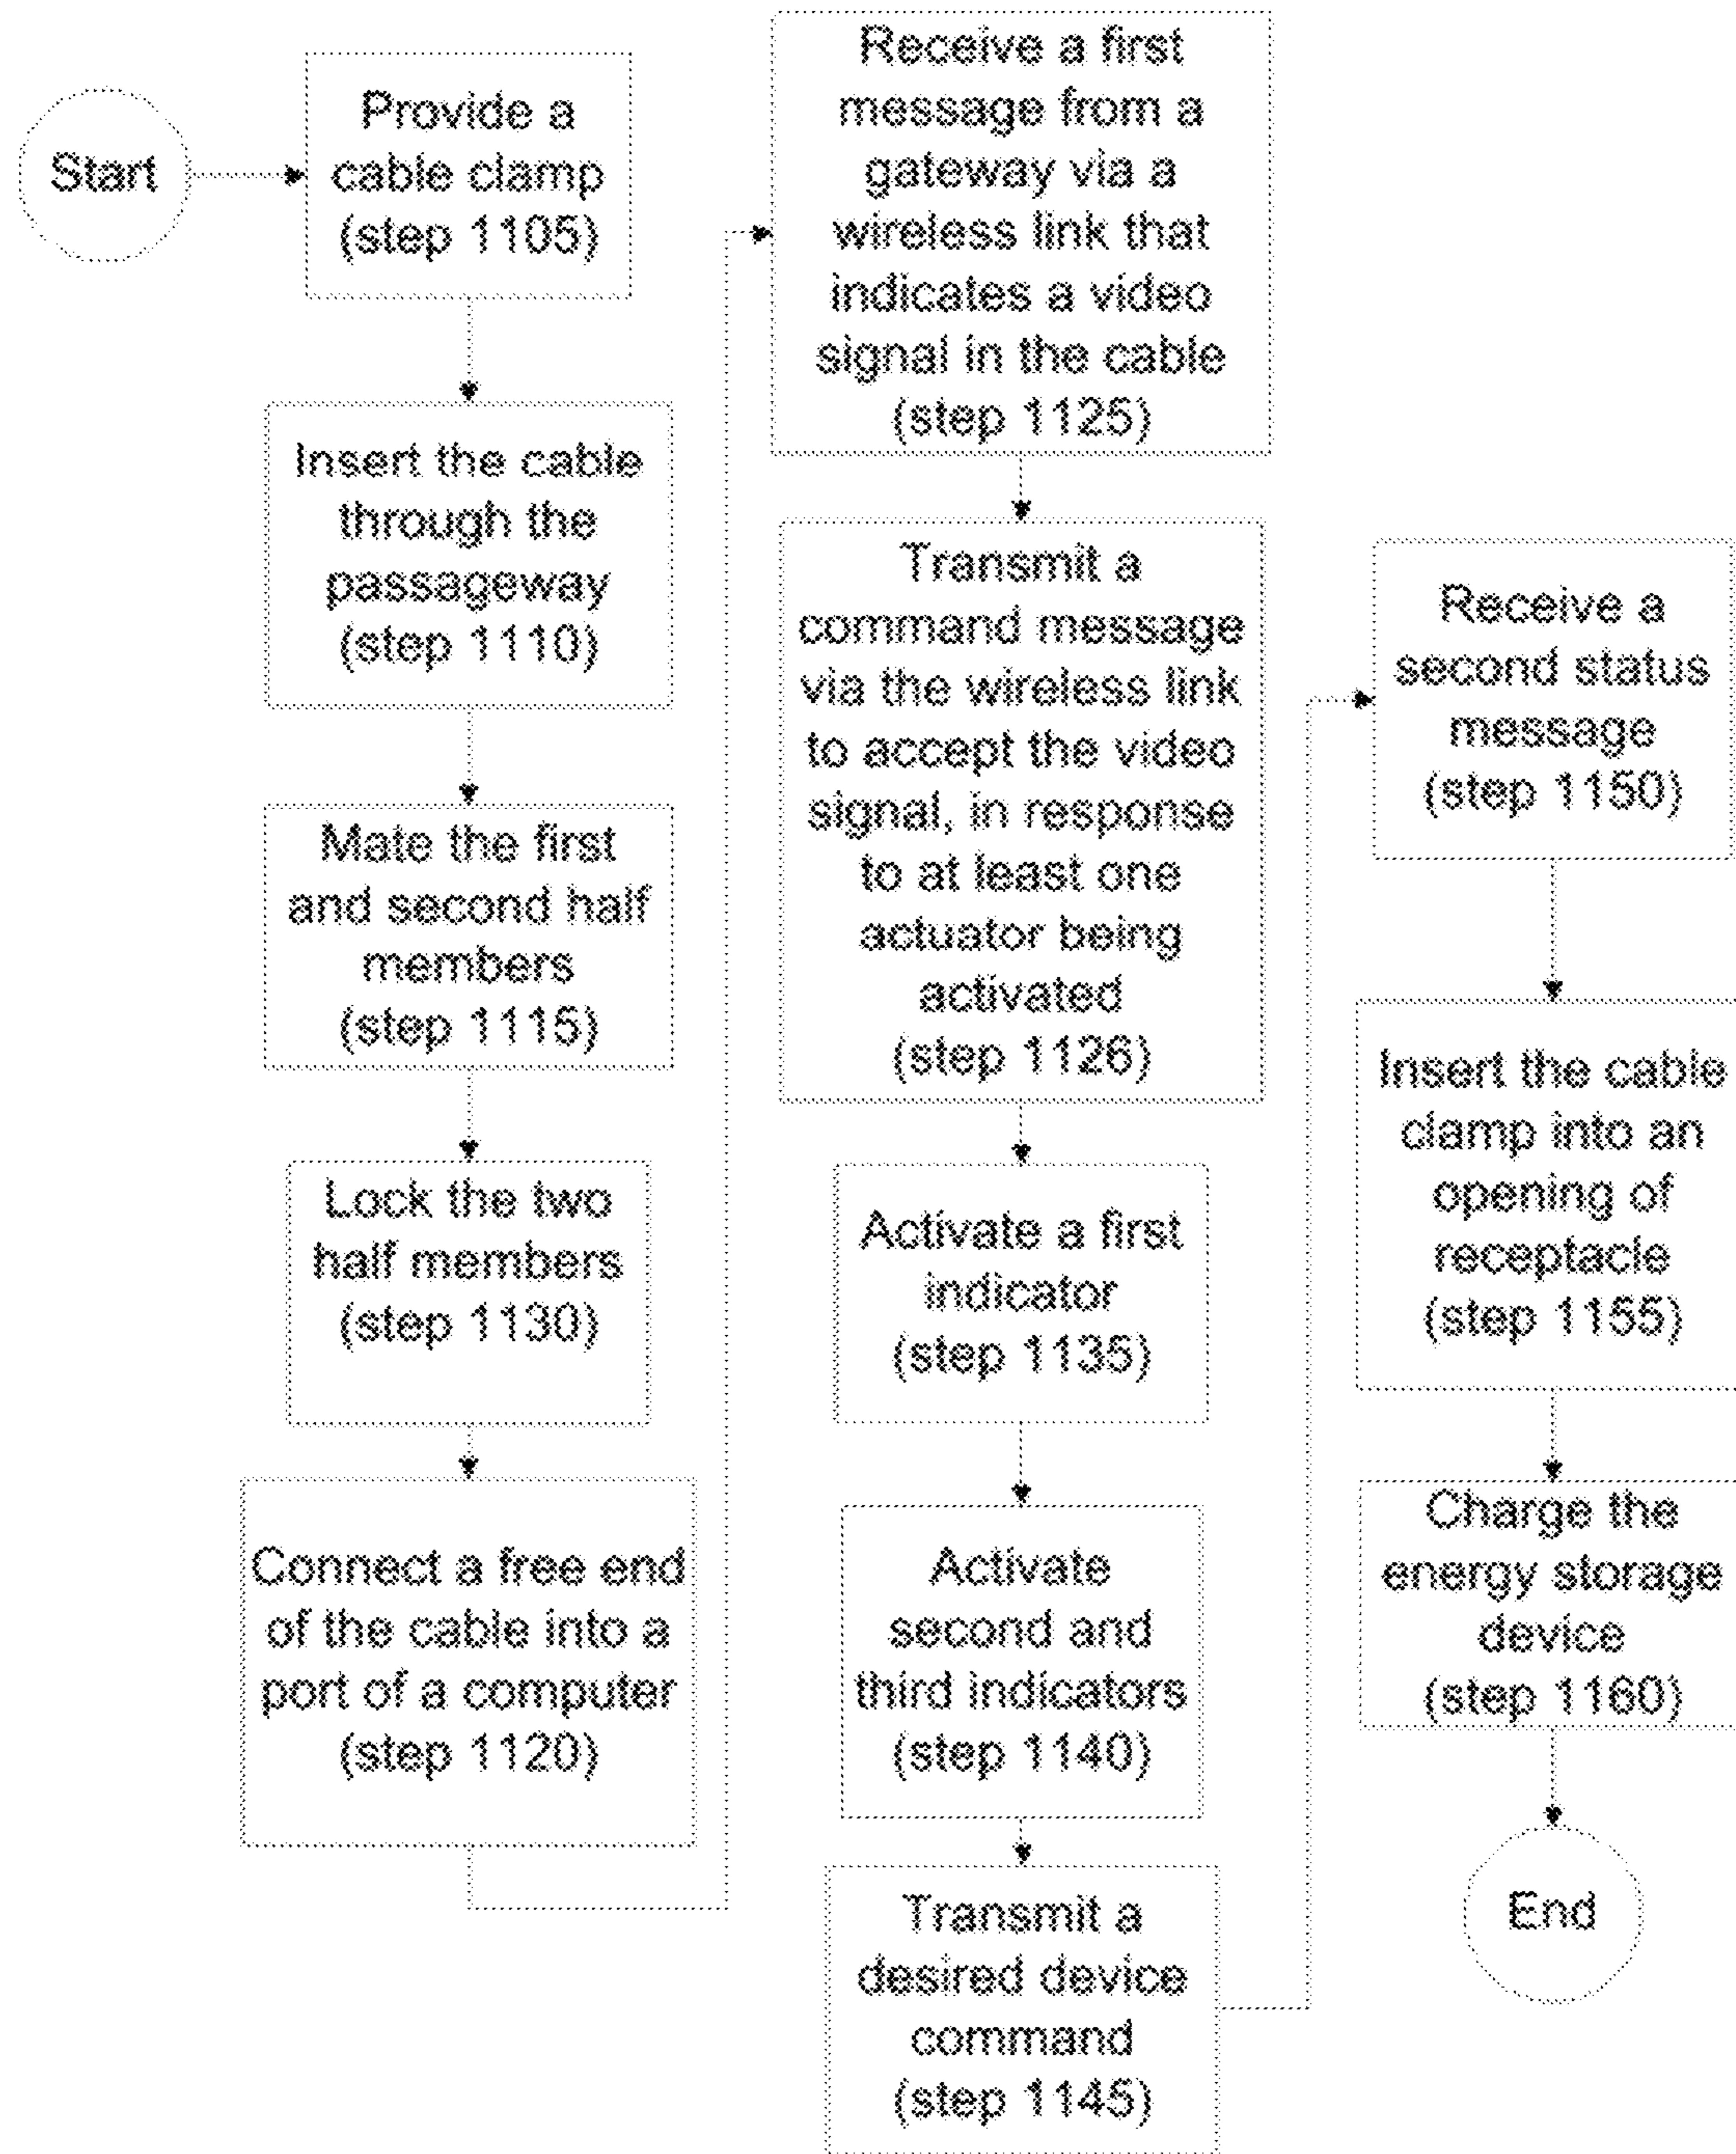 Start
Provide a
cable clamp
(step 1105)
Insert the cable
through the
passageway
(step 1110)
Mate the first
and second half
members
(step 1115)
Lock the two
half members
(step 1130)
Connect a free end
of the cable into a
port of a computer
(step 1120)
Receive a first
message from a
gateway via a
wireless link that
indicates a video
signal in the cable
(step 1125)
Transmit a
command message
via the wireless link
to accept the video
signal, in response
to at least one
actuator being
activated
(step 1126)
Activate a first
indicator
(step 1135)
Activate
second and
third indicators
(step 1140)
Transmit a
desired device
command
(step 1145)
Receive a
second status
message
(step 1150)
Insert the cable
clamp into an
opening of
receptacle
(step 1155)
Charge the
energy storage
device
(step 1160)
End